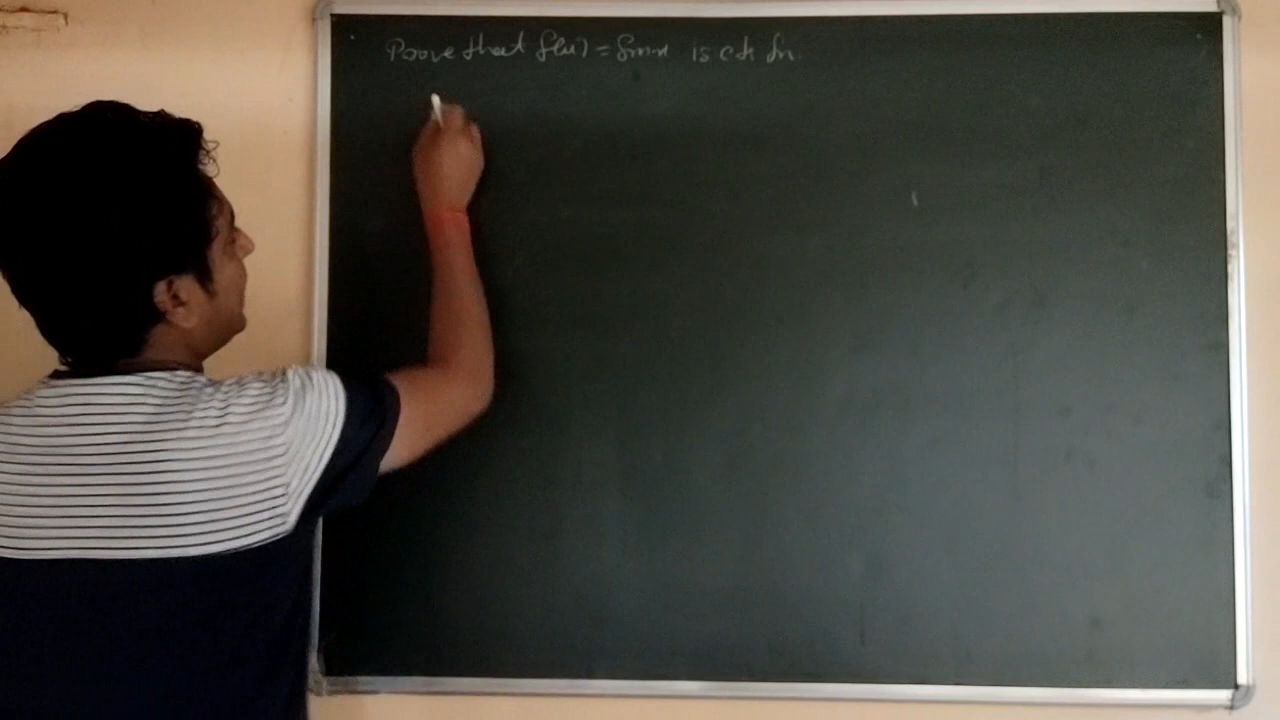 Prove that f(x) = Sinx is cts fn.